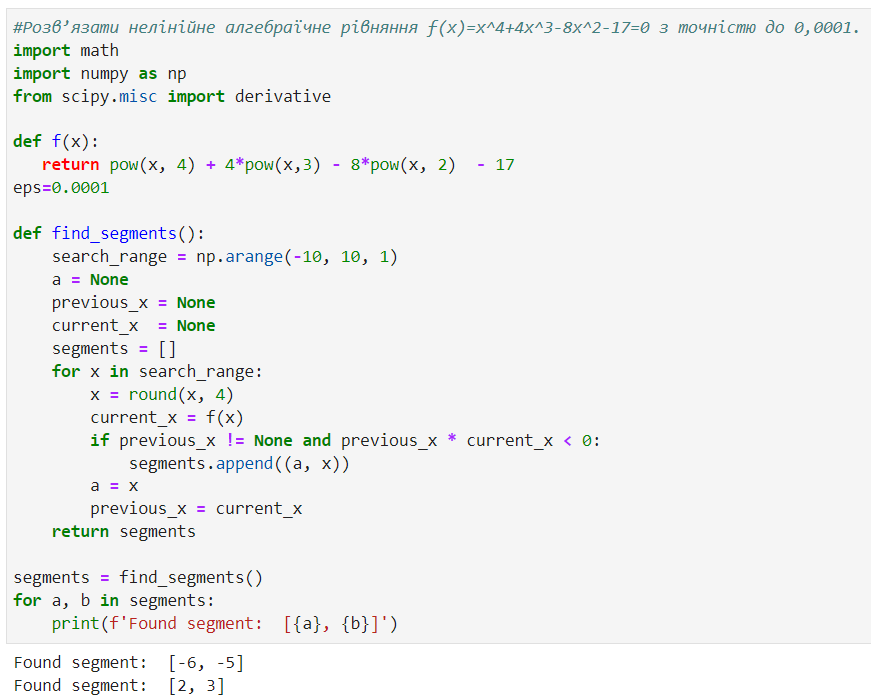 #Розв’язати нелінійне алгебраїчне рівняння f(x)=x^4+4x^3-8x^2-17=0 з точністю до 0,0001.
import math
import numpy as np
from scipy.misc import derivative

def f(x):
   return pow(x, 4) + 4*pow(x,3) - 8*pow(x, 2)  - 17
eps=0.0001

def find_segments():
    search_range = np.arange(-10, 10, 1)
    a = None
    previous_x = None
    current_x  = None
    segments = []
    for x in search_range:
        x = round(x, 4)
        current_x = f(x)
        if previous_x != None and previous_x * current_x < 0:
            segments.append((a, x))
        a = x
        previous_x = current_x
    return segments

segments = find_segments()
for a, b in segments:
    print(f'Found segment:  [{a}, {b}]')
Found segment:  [-6, -5]
Found segment:  [2, 3]